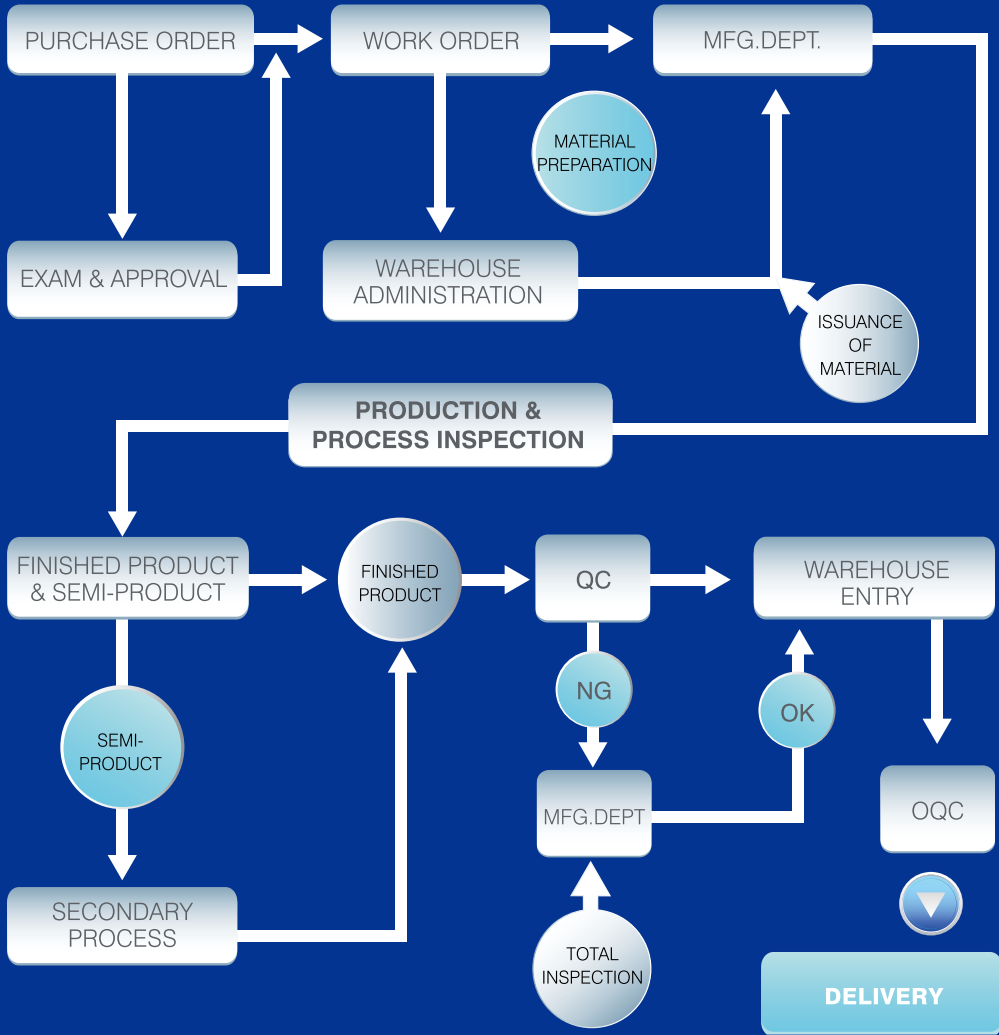 PURCHASE ORDER
WORK ORDER
MFG.DEPT.
MATERIAL
PREPARATION
EXAM & APPROVAL
WAREHOUSE
ADMINISTRATION
ISSUANCE
OF
MATERIAL
PRODUCTION &
PROCESS INSPECTION
FINISHED PRODUCT
& SEMI-PRODUCT
FINISHED
PRODUCT
QC
WAREHOUSE
ENTRY
NG
OK
SEMI-
PRODUCT
MFG.DEPT
OQC
SECONDARY
PROCESS
TOTAL
INSPECTION
DELIVERY